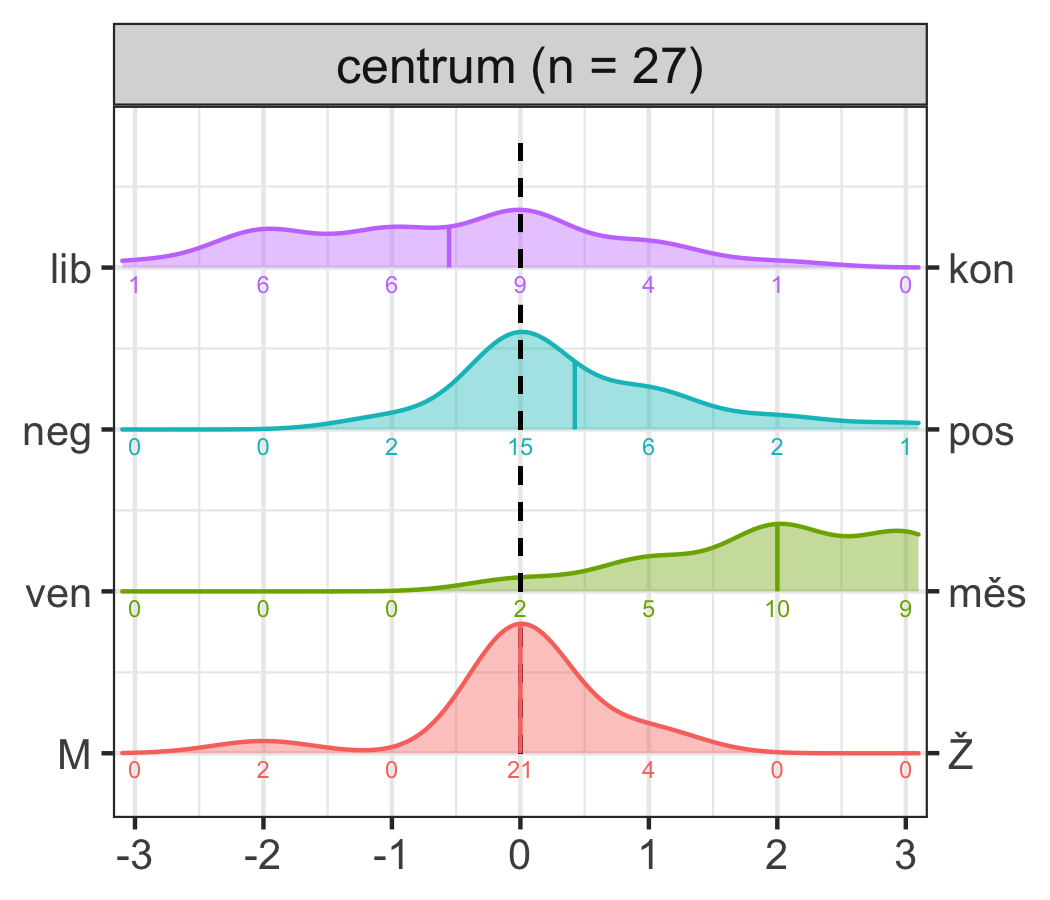 centrum (n = 27)
lib kon
1 6 6 9 4 1 0
neg pos
0 0 2 15 6 2 1
ven měs
0 0 0 2 5 10 9
M Ž
0 2 0 21 4 0 0
-3 -2 -1 0 1 2 3